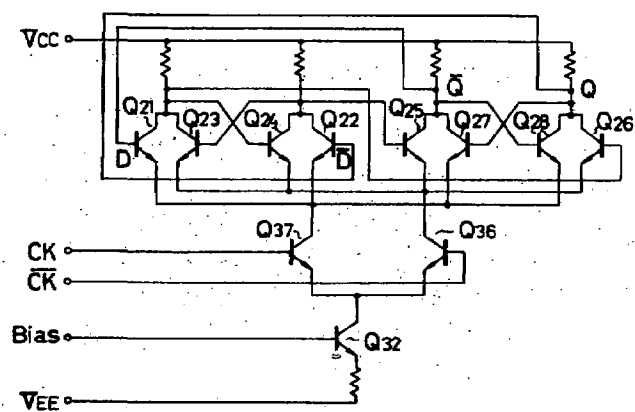 VCC
Q̅ Q
Q21 Q23 Q24 Q22 Q25 Q27 Q28 Q26
D D̅
Q37 Q36
CK
C̅K̅
Bias
Q32
VEE